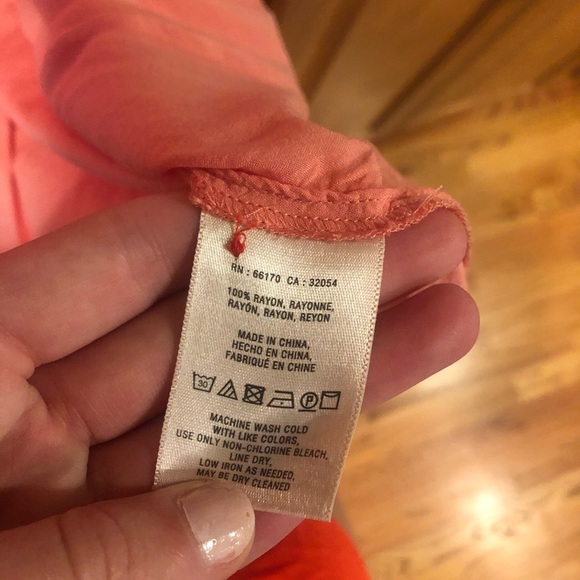 RN : 66170 CA : 32054
100% RAYON, RAYONNE,
RAYÓN, RAYON, REYON
MADE IN CHINA,
HECHO EN CHINA,
FABRIQUÉ EN CHINE
30 P
MACHINE WASH COLD
WITH LIKE COLORS,
USE ONLY NON-CHLORINE BLEACH,
LINE DRY,
LOW IRON AS NEEDED,
MAY BE DRY CLEANED